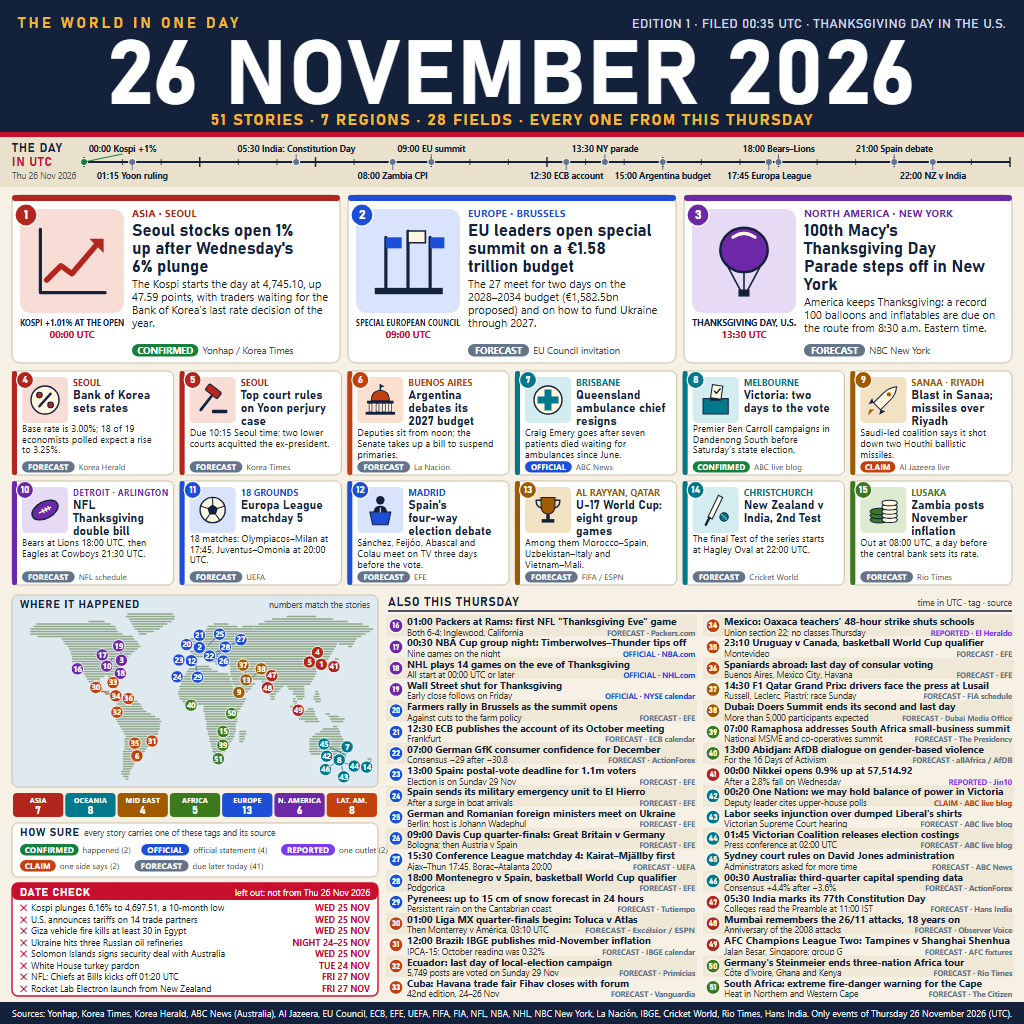 THE WORLD IN ONE DAY
EDITION 1 · FILED 00:35 UTC · THANKSGIVING DAY IN THE U.S.
26 NOVEMBER 2026
51 STORIES · 7 REGIONS · 28 FIELDS · EVERY ONE FROM THIS THURSDAY
THE DAY
IN UTC
Thu 26 Nov 2026
00:00 Kospi +1%
05:30 India: Constitution Day
09:00 EU summit
13:30 NY parade
18:00 Bears–Lions
21:00 Spain debate
01:15 Yoon ruling
08:00 Zambia CPI
12:30 ECB account
15:00 Argentina budget
17:45 Europa League
22:00 NZ v India
1
ASIA · SEOUL
Seoul stocks open 1%
up after Wednesday's
6% plunge
The Kospi starts the day at 4,745.10, up
47.59 points, with traders waiting for the
Bank of Korea's last rate decision of the
year.
KOSPI +1.01% AT THE OPEN
00:00 UTC
CONFIRMED Yonhap / Korea Times
2
EUROPE · BRUSSELS
EU leaders open special
summit on a €1.58
trillion budget
The 27 meet for two days on the
2028–2034 budget (€1,582.5bn
proposed) and on how to fund Ukraine
through 2027.
SPECIAL EUROPEAN COUNCIL
09:00 UTC
FORECAST EU Council invitation
3
NORTH AMERICA · NEW YORK
100th Macy's
Thanksgiving Day
Parade steps off in New
York
America keeps Thanksgiving: a record
100 balloons and inflatables are due on
the route from 8:30 a.m. Eastern time.
THANKSGIVING DAY, U.S.
13:30 UTC
FORECAST NBC New York
4
SEOUL
Bank of Korea
sets rates
Base rate is 3.00%; 18 of 19
economists polled expect a rise
to 3.25%.
FORECAST Korea Herald
5
SEOUL
Top court rules
on Yoon perjury
case
Due 10:15 Seoul time; two lower
courts acquitted the ex-president.
FORECAST Korea Times
6
BUENOS AIRES
Argentina
debates its
2027 budget
Deputies sit from noon; the
Senate takes up a bill to suspend
primaries.
FORECAST La Nación
7
BRISBANE
Queensland
ambulance chief
resigns
Craig Emery goes after seven
patients died waiting for
ambulances since June.
OFFICIAL ABC News
8
MELBOURNE
Victoria: two
days to the vote
Premier Ben Carroll campaigns in
Dandenong South before
Saturday's state election.
CONFIRMED ABC live blog
9
SANAA · RIYADH
Blast in Sanaa;
missiles over
Riyadh
Saudi-led coalition says it shot
down two Houthi ballistic
missiles.
CLAIM Al Jazeera live
10
DETROIT · ARLINGTON
NFL
Thanksgiving
double bill
Bears at Lions 18:00 UTC, then
Eagles at Cowboys 21:30 UTC.
FORECAST NFL schedule
11
18 GROUNDS
Europa League
matchday 5
18 matches: Olympiacos–Milan at
17:45, Juventus–Omonia at 20:00
UTC.
FORECAST UEFA
12
MADRID
Spain's
four-way
election debate
Sánchez, Feijóo, Abascal and
Colau meet on TV three days
before the vote.
FORECAST EFE
13
AL RAYYAN, QATAR
U-17 World Cup:
eight group
games
Among them Morocco–Spain,
Uzbekistan–Italy and
Vietnam–Mali.
FORECAST FIFA / ESPN
14
CHRISTCHURCH
New Zealand v
India, 2nd Test
The final Test of the series starts
at Hagley Oval at 22:00 UTC.
FORECAST Cricket World
15
LUSAKA
Zambia posts
November
inflation
Out at 08:00 UTC, a day before
the central bank sets its rate.
FORECAST Rio Times
WHERE IT HAPPENED numbers match the stories
ASIA 7
OCEANIA 8
MID EAST 4
AFRICA 5
EUROPE 13
N. AMERICA 6
LAT. AM. 8
HOW SURE every story carries one of these tags and its source
CONFIRMED happened (2) OFFICIAL official statement (4) REPORTED one outlet (2)
CLAIM one side says (2) FORECAST due later today (41)
DATE CHECK left out: not from Thu 26 Nov 2026
× Kospi plunges 6.16% to 4,697.51, a 10-month low WED 25 NOV
× U.S. announces tariffs on 14 trade partners WED 25 NOV
× Giza vehicle fire kills at least 30 in Egypt WED 25 NOV
× Ukraine hits three Russian oil refineries NIGHT 24–25 NOV
× Solomon Islands signs security deal with Australia WED 25 NOV
× White House turkey pardon TUE 24 NOV
× NFL: Chiefs at Bills kicks off 01:20 UTC FRI 27 NOV
× Rocket Lab Electron launch from New Zealand FRI 27 NOV
ALSO THIS THURSDAY time in UTC · tag · source
16 01:00 Packers at Rams: first NFL "Thanksgiving Eve" game
Both 6-4; Inglewood, California FORECAST · Packers.com
17 00:30 NBA Cup group night: Timberwolves–Thunder tips off
Nine games on the night OFFICIAL · NBA.com
18 NHL plays 14 games on the eve of Thanksgiving
All start at 00:00 UTC or later OFFICIAL · NHL.com
19 Wall Street shut for Thanksgiving
Early close follows on Friday OFFICIAL · NYSE calendar
20 Farmers rally in Brussels as the summit opens
Against cuts to the farm policy FORECAST · EFE
21 12:30 ECB publishes the account of its October meeting
Frankfurt FORECAST · ECB calendar
22 07:00 German GfK consumer confidence for December
Consensus −29 after −30.8 FORECAST · ActionForex
23 13:00 Spain: postal-vote deadline for 1.1m voters
Election is on Sunday 29 Nov FORECAST · EFE
24 Spain sends its military emergency unit to El Hierro
After a surge in boat arrivals FORECAST · EFE
25 German and Romanian foreign ministers meet on Ukraine
Berlin; host is Johann Wadephul FORECAST · EFE
26 09:00 Davis Cup quarter-finals: Great Britain v Germany
Bologna; then Austria v Spain FORECAST · EFE
27 15:30 Conference League matchday 4: Kairat–Mjällby first
Ajax–Thun 17:45, Borac–Atalanta 20:00 FORECAST · UEFA
28 18:00 Montenegro v Spain, basketball World Cup qualifier
Podgorica FORECAST · EFE
29 Pyrenees: up to 15 cm of snow forecast in 24 hours
Persistent rain on the Cantabrian coast FORECAST · Tutiempo
30 01:00 Liga MX quarter-finals begin: Toluca v Atlas
Then Monterrey v América, 03:10 UTC FORECAST · Excélsior / ESPN
31 12:00 Brazil: IBGE publishes mid-November inflation
IPCA-15; October reading was 0.32% FORECAST · IBGE calendar
32 Ecuador: last day of local-election campaign
5,749 posts are voted on Sunday 29 Nov FORECAST · Primicias
33 Cuba: Havana trade fair Fihav closes with forum
42nd edition, 24–26 Nov FORECAST · Vanguardia
34 Mexico: Oaxaca teachers' 48-hour strike shuts schools
Union section 22; no classes Thursday REPORTED · El Heraldo
35 23:10 Uruguay v Canada, basketball World Cup qualifier
Montevideo FORECAST · EFE
36 Spaniards abroad: last day of consular voting
Buenos Aires, Mexico City, Havana FORECAST · EFE
37 14:30 F1 Qatar Grand Prix: drivers face the press at Lusail
Russell, Leclerc, Piastri; race Sunday FORECAST · FIA schedule
38 Dubai: Doers Summit ends its second and last day
More than 5,000 participants expected FORECAST · Dubai Media Office
39 07:00 Ramaphosa addresses South Africa small-business summit
National MSME and co-operatives summit FORECAST · The Presidency
40 13:00 Abidjan: AfDB dialogue on gender-based violence
For the 16 Days of Activism FORECAST · allAfrica / AfDB
41 00:00 Nikkei opens 0.9% up at 57,514.92
After a 2.8% fall on Wednesday REPORTED · Jin10
42 00:20 One Nation: we may hold balance of power in Victoria
Deputy leader cites upper-house polls CLAIM · ABC live blog
43 Labor seeks injunction over dumped Liberal's shirts
Victorian Supreme Court hearing FORECAST · ABC live blog
44 01:45 Victorian Coalition releases election costings
Press conference at 02:00 UTC FORECAST · ABC live blog
45 Sydney court rules on David Jones administration
Administrators asked for more time FORECAST · ABC News
46 00:30 Australia: third-quarter capital spending data
Consensus +4.4% after −3.6% FORECAST · ActionForex
47 05:30 India marks its 77th Constitution Day
Colleges read the Preamble at 11:00 IST FORECAST · Hans India
48 Mumbai remembers the 26/11 attacks, 18 years on
Anniversary of the 2008 attacks FORECAST · Observer Voice
49 AFC Champions League Two: Tampines v Shanghai Shenhua
Jalan Besar, Singapore; group G FORECAST · AFC fixtures
50 Germany's Steinmeier ends three-nation Africa tour
Côte d'Ivoire, Ghana and Kenya FORECAST · Rio Times
51 South Africa: extreme fire-danger warning for the Cape
Heat in Northern and Western Cape FORECAST · The Citizen
Sources: Yonhap, Korea Times, Korea Herald, ABC News (Australia), Al Jazeera, EU Council, ECB, EFE, UEFA, FIFA, FIA, NFL, NBA, NHL, NBC New York, La Nación, IBGE, Cricket World, Rio Times, Hans India. Only events of Thursday 26 November 2026 (UTC).